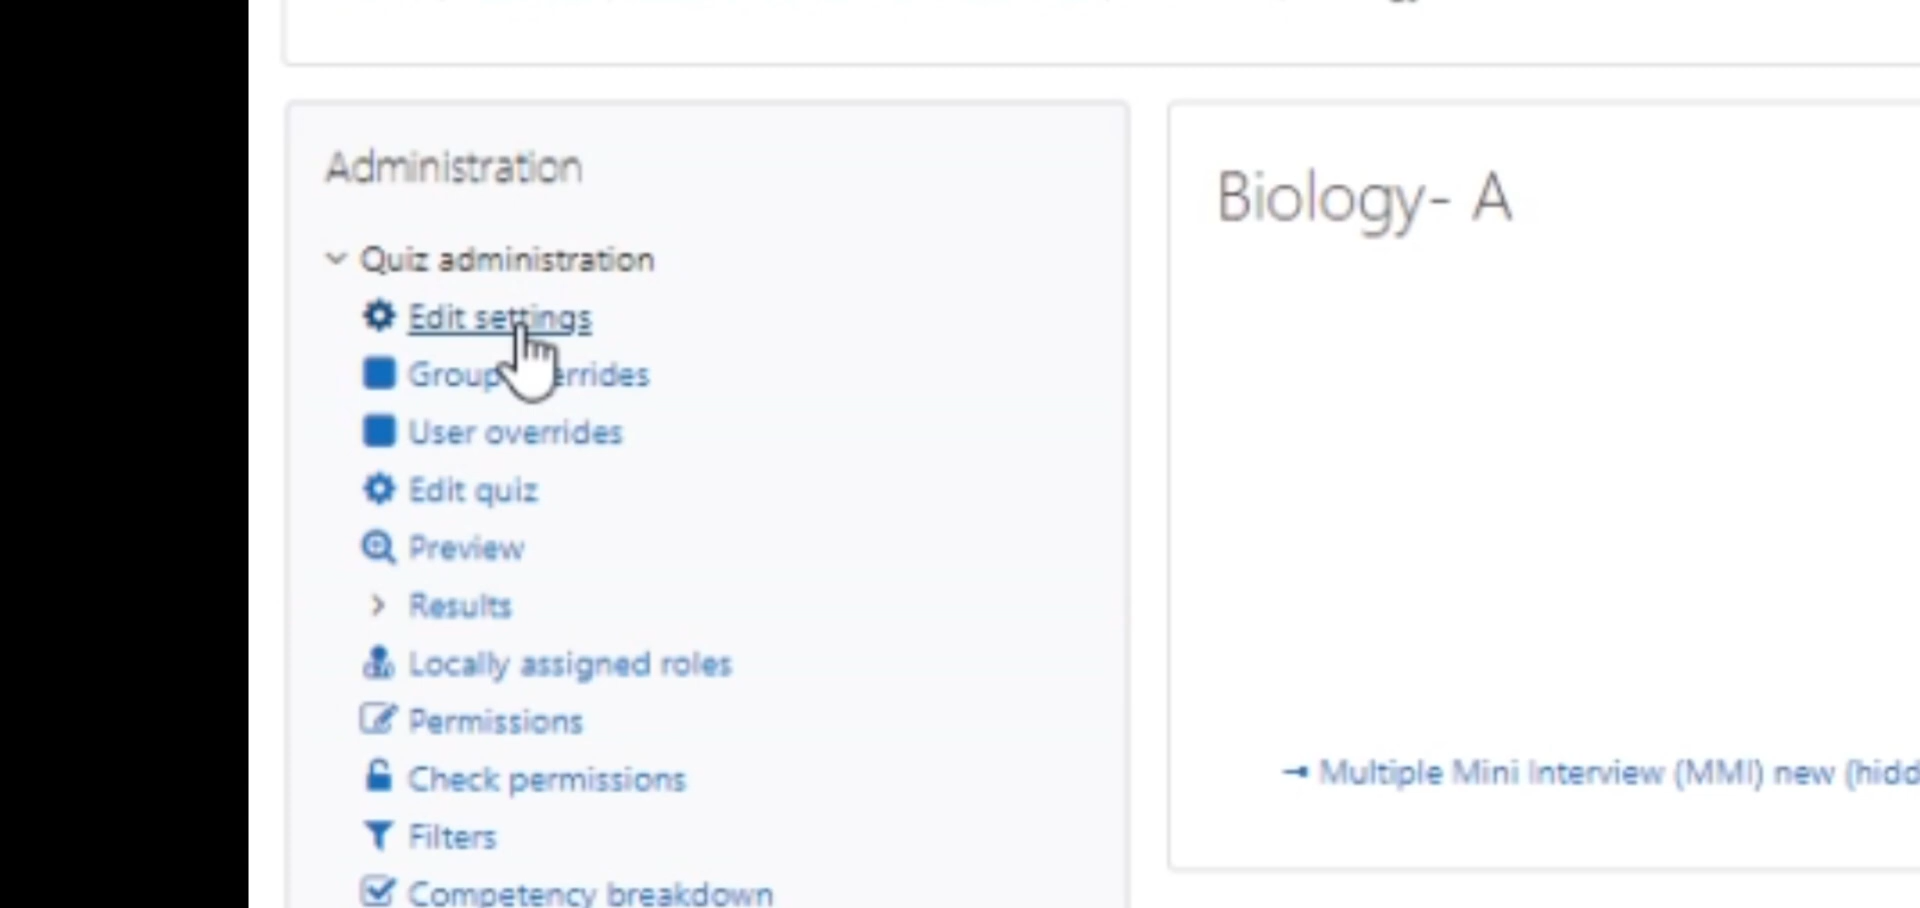 Administration
Quiz administration
Edit settings
Group overrides
User overrides
Edit quiz
Preview
Results
Locally assigned roles
Permissions
Check permissions
Filters
Competency breakdown
Biology- A
Multiple Mini Interview (MMI) new (hidd